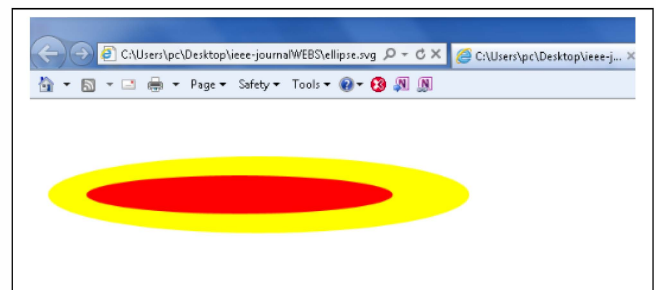 C:\Users\pc\Desktop\ieee-journalWEBS\ellipse.svg
C:\Users\pc\Desktop\ieee-j...
Page Safety Tools